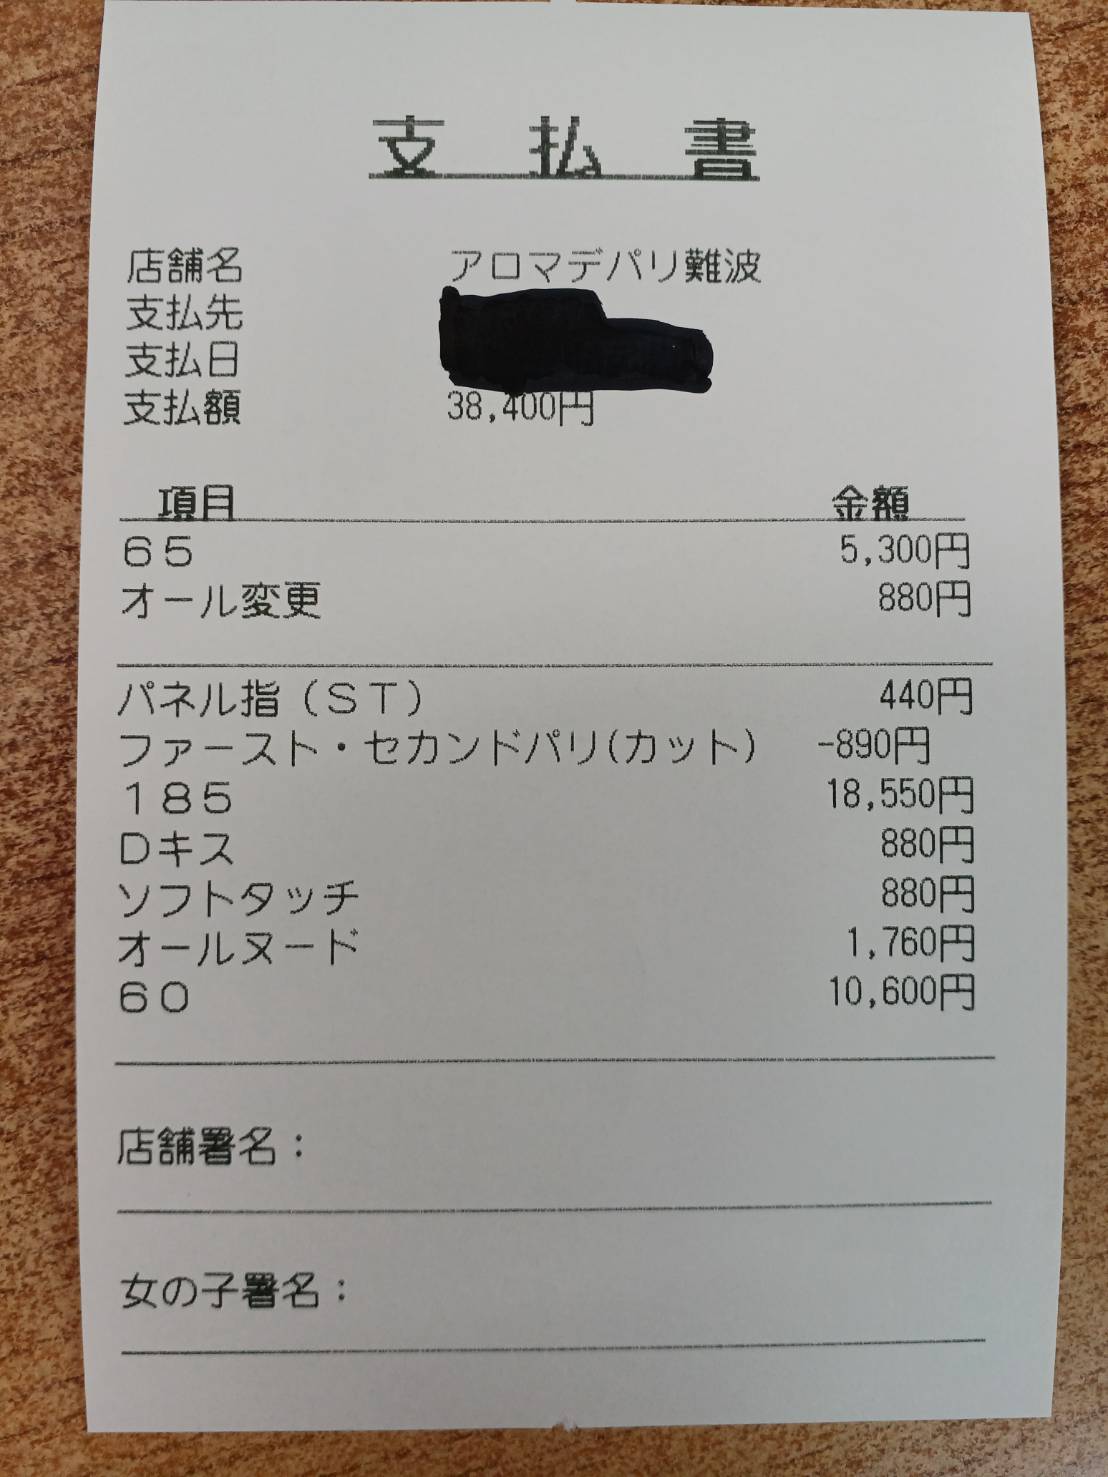 支払書
店舗名 アロマデパリ難波
支払先
支払日
支払額 38,400円
項目 金額
65 5,300円
オール変更 880円
パネル指(ST) 440円
ファースト・セカンドパリ(カット) -890円
185 18,550円
Dキス 880円
ソフトタッチ 880円
オールヌード 1,760円
60 10,600円
店舗署名:
女の子署名: